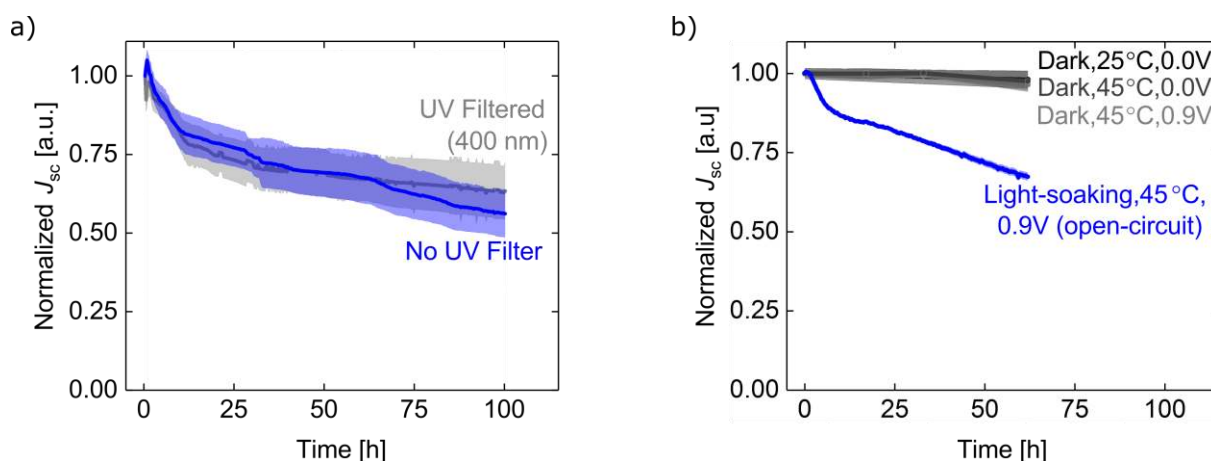 a)
Normalized Jsc [a.u.]
1.00
0.75
0.50
0.25
0.00
UV Filtered
(400 nm)
No UV Filter
0 25 50 75 100
Time [h]
b)
Normalized Jsc [a.u]
1.00
0.75
0.50
0.25
0.00
Dark,25°C,0.0V
Dark,45°C,0.0V
Dark,45°C,0.9V
Light-soaking,45°C,
0.9V (open-circuit)
0 25 50 75 100
Time [h]